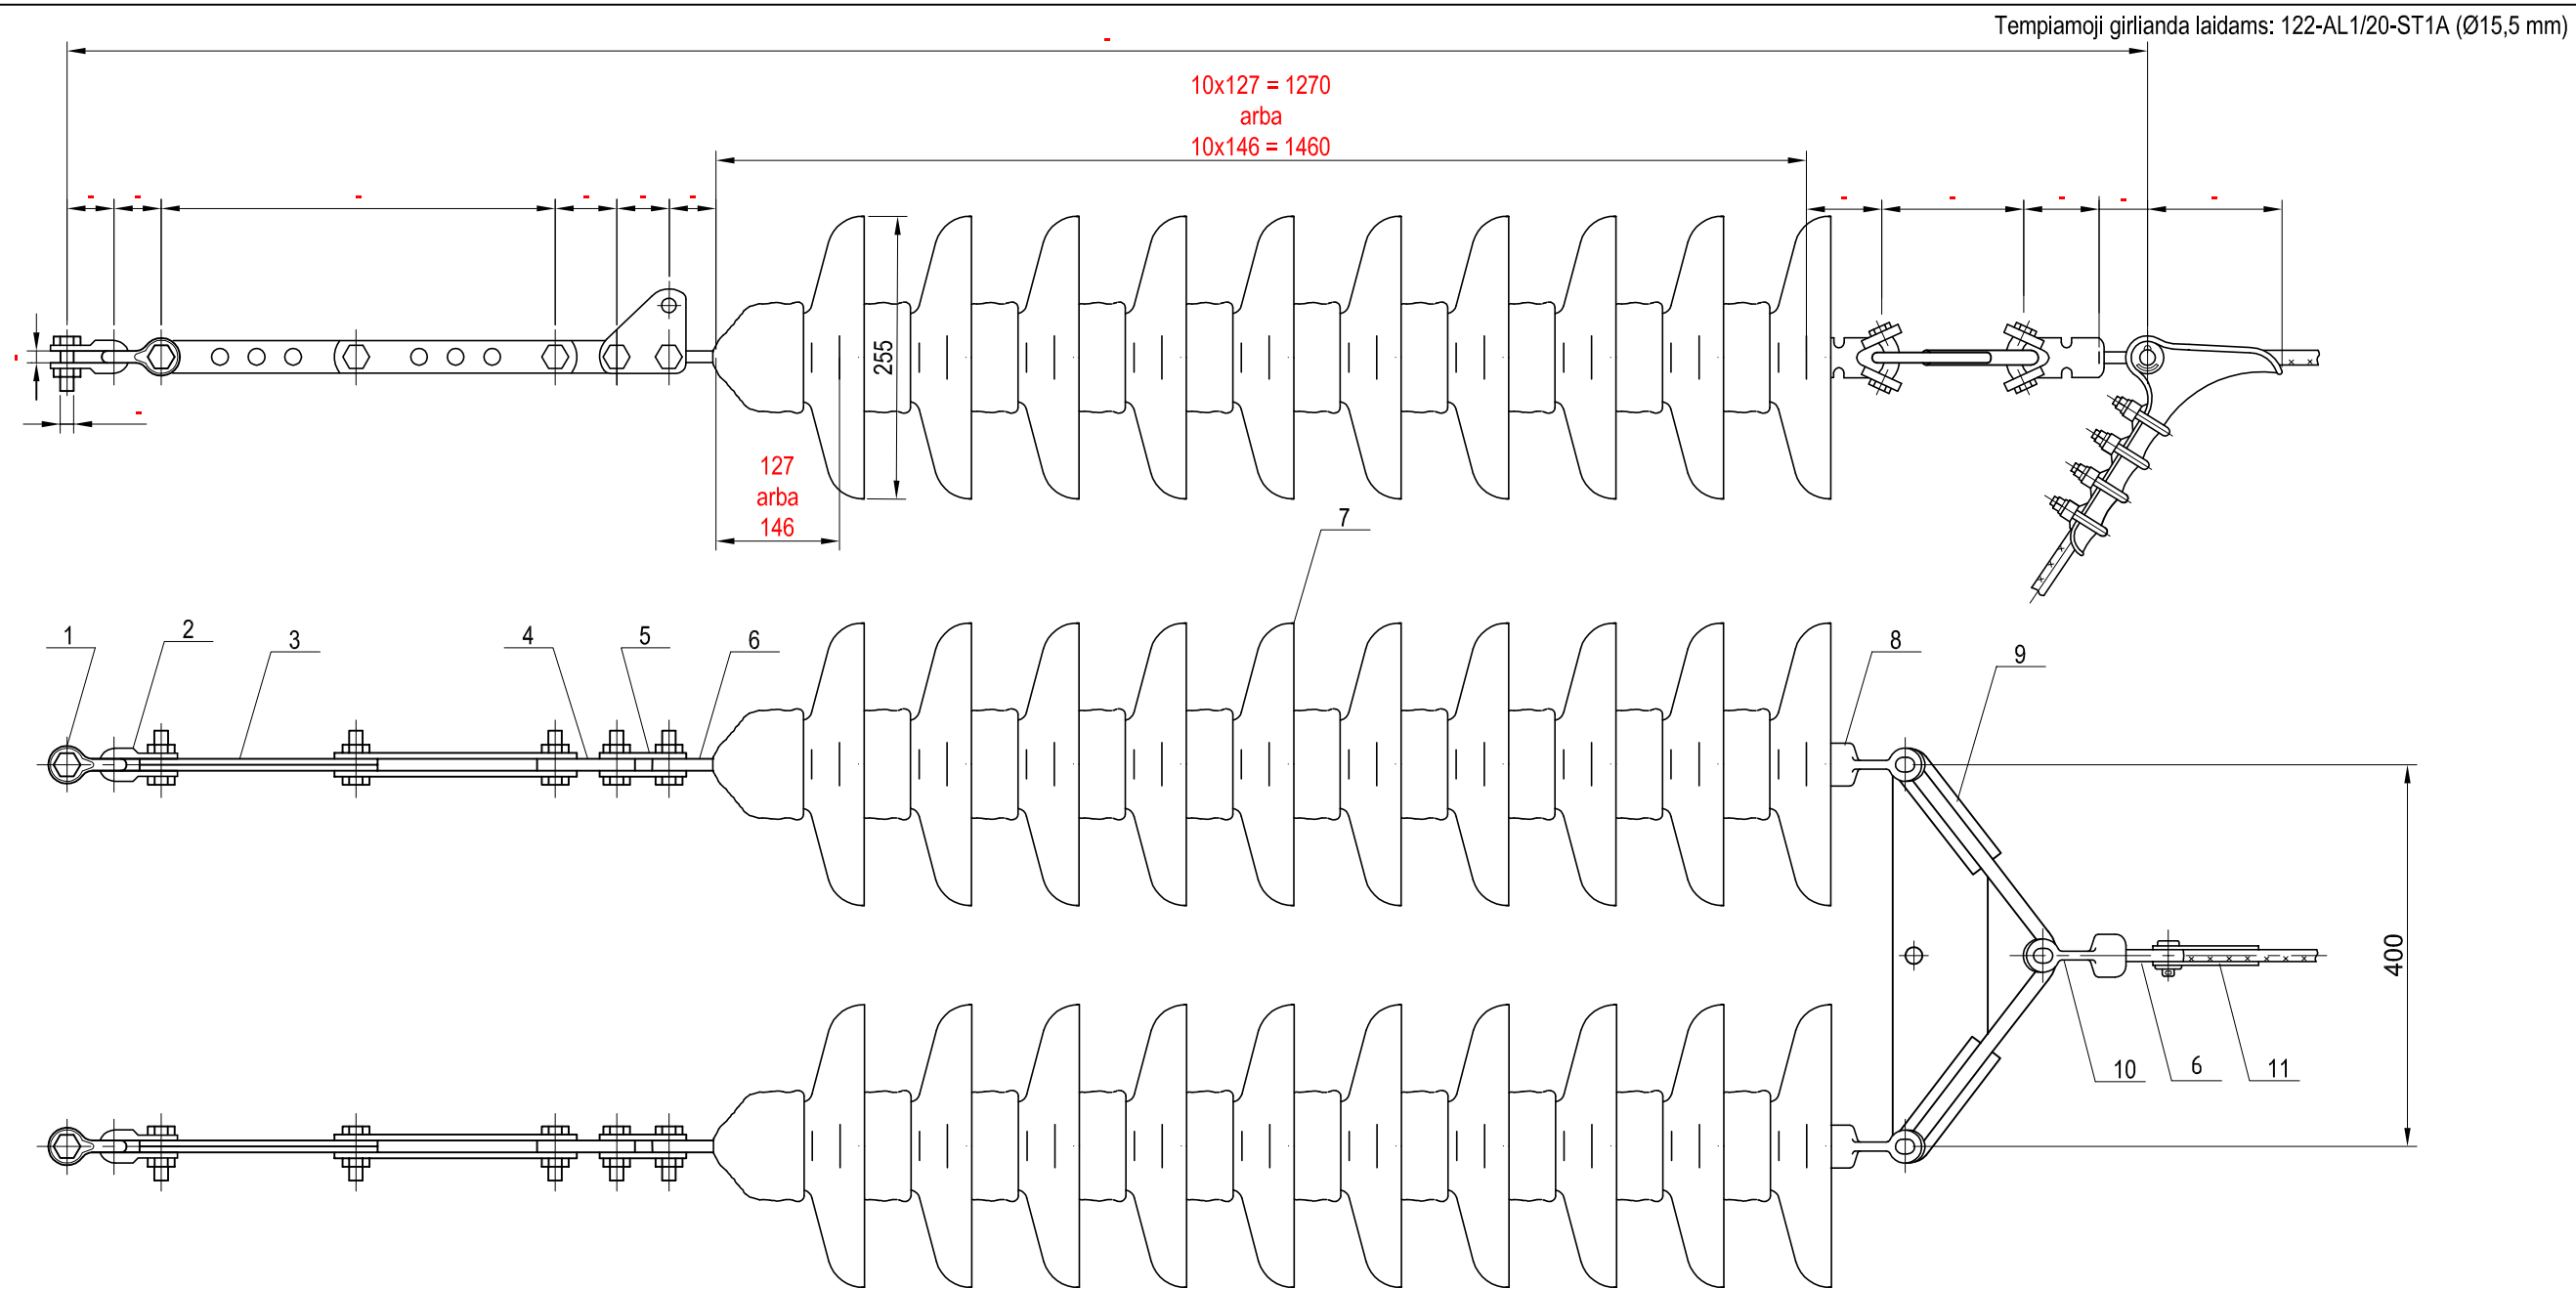 Tempiamoji girlianda laidams: 122-AL1/20-ST1A (Ø15,5 mm)
-
10x127 = 1270
arba
10x146 = 1460
- - - - - - - - - - -
255
-
-
127
arba
146
7
1 2 3 4 5 6 8 9
400
10 6 11